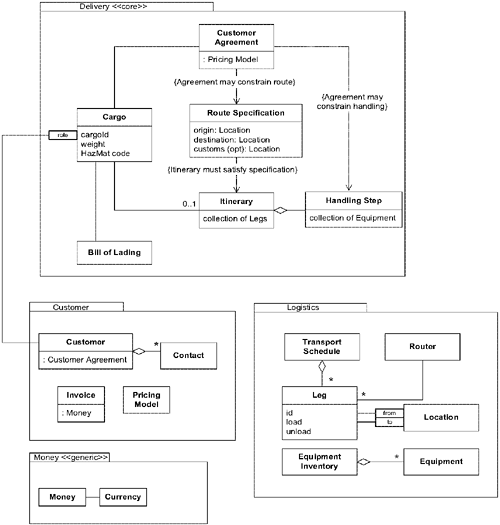 Delivery <<core>>
Customer
Agreement
: Pricing Model
{Agreement may constrain route}
{Agreement may
constrain handling}
Cargo
cargoId
weight
HazMat code
role
Route Specification
origin: Location
destination: Location
customs (opt): Location
{Itinerary must satisfy specification}
0..1
Itinerary
collection of Legs
Handling Step
collection of Equipment
Bill of Lading
Customer
Customer
: Customer Agreement
*
Contact
Invoice
: Money
Pricing
Model
Money <<generic>>
Money
Currency
Logistics
Transport
Schedule
Router
*
*
Leg
id
load
unload
from
to
Location
Equipment
Inventory
*
Equipment